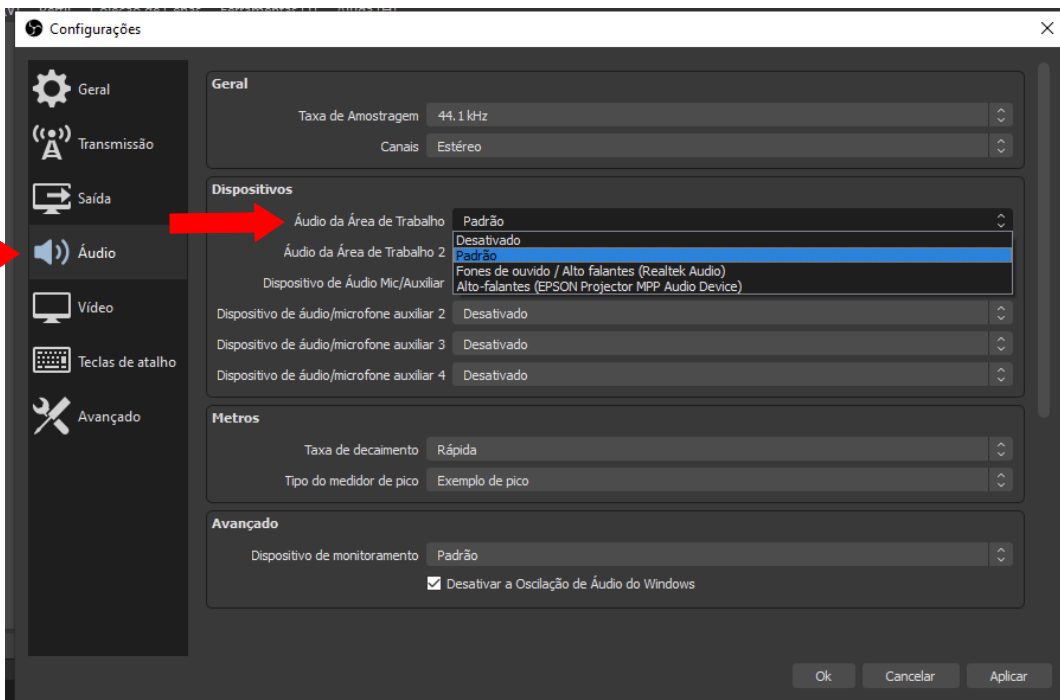 Configurações
Geral
Transmissão
Saída
Áudio
Vídeo
Teclas de atalho
Avançado
Geral
Taxa de Amostragem 44.1 kHz
Canais Estéreo
Dispositivos
Áudio da Área de Trabalho Padrão
Desativado
Áudio da Área de Trabalho 2 Padrão
Fones de ouvido / Alto falantes (Realtek Audio)
Dispositivo de Áudio Mic/Auxiliar Alto-falantes (EPSON Projector MPP Audio Device)
Dispositivo de áudio/microfone auxiliar 2 Desativado
Dispositivo de áudio/microfone auxiliar 3 Desativado
Dispositivo de áudio/microfone auxiliar 4 Desativado
Metros
Taxa de decaimento Rápida
Tipo do medidor de pico Exemplo de pico
Avançado
Dispositivo de monitoramento Padrão
Desativar a Oscilação de Áudio do Windows
Ok Cancelar Aplicar